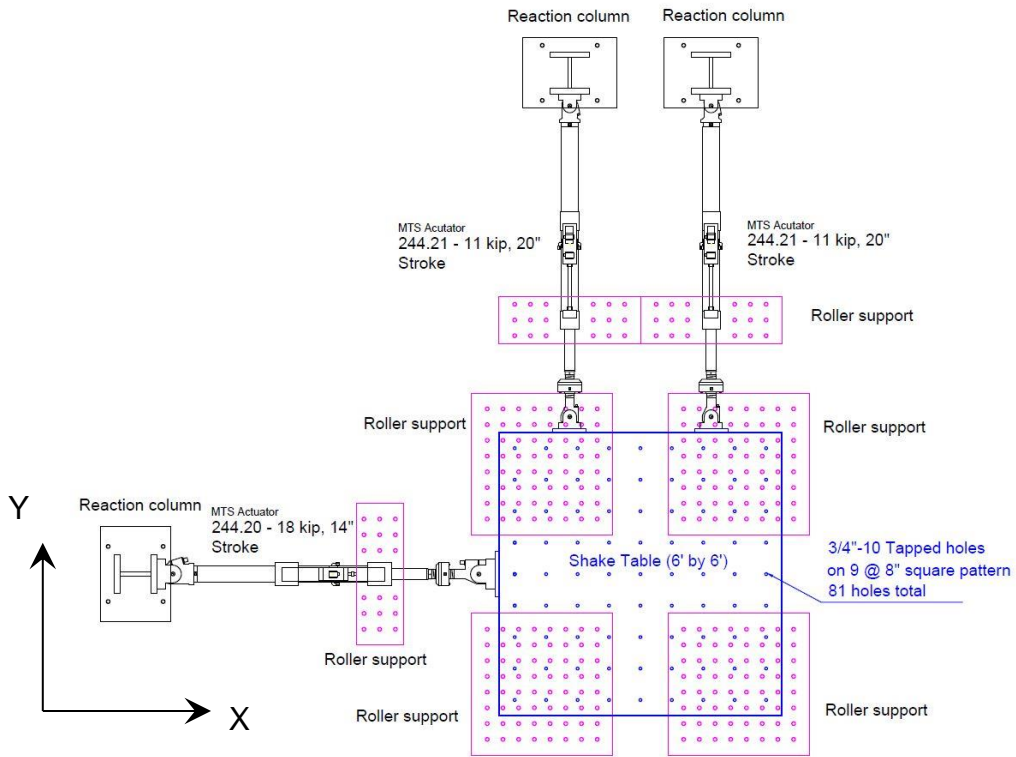 Reaction column
Reaction column
MTS Acutator
244.21 - 11 kip, 20"
Stroke
MTS Acutator
244.21 - 11 kip, 20"
Stroke
Roller support
Roller support
Roller support
Y
Reaction column
MTS Actuator
244.20 - 18 kip, 14"
Stroke
Shake Table (6' by 6')
3/4"-10 Tapped holes
on 9 @ 8" square pattern
81 holes total
Roller support
X
Roller support
Roller support